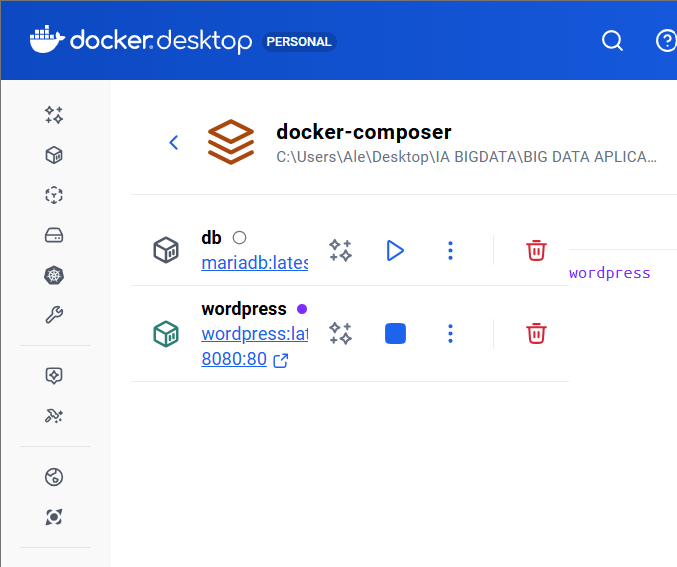 docker.desktop PERSONAL
docker-composer
C:\Users\Ale\Desktop\IA BIGDATA\BIG DATA APLICA...
db
mariadb:lates
wordpress
wordpress
wordpress:lat
8080:80